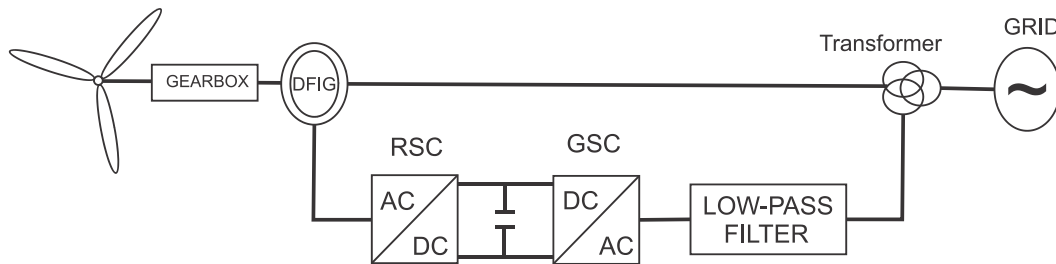 GRID
Transformer
GEARBOX
DFIG
~
RSC
GSC
AC
DC
DC
AC
LOW-PASS
FILTER